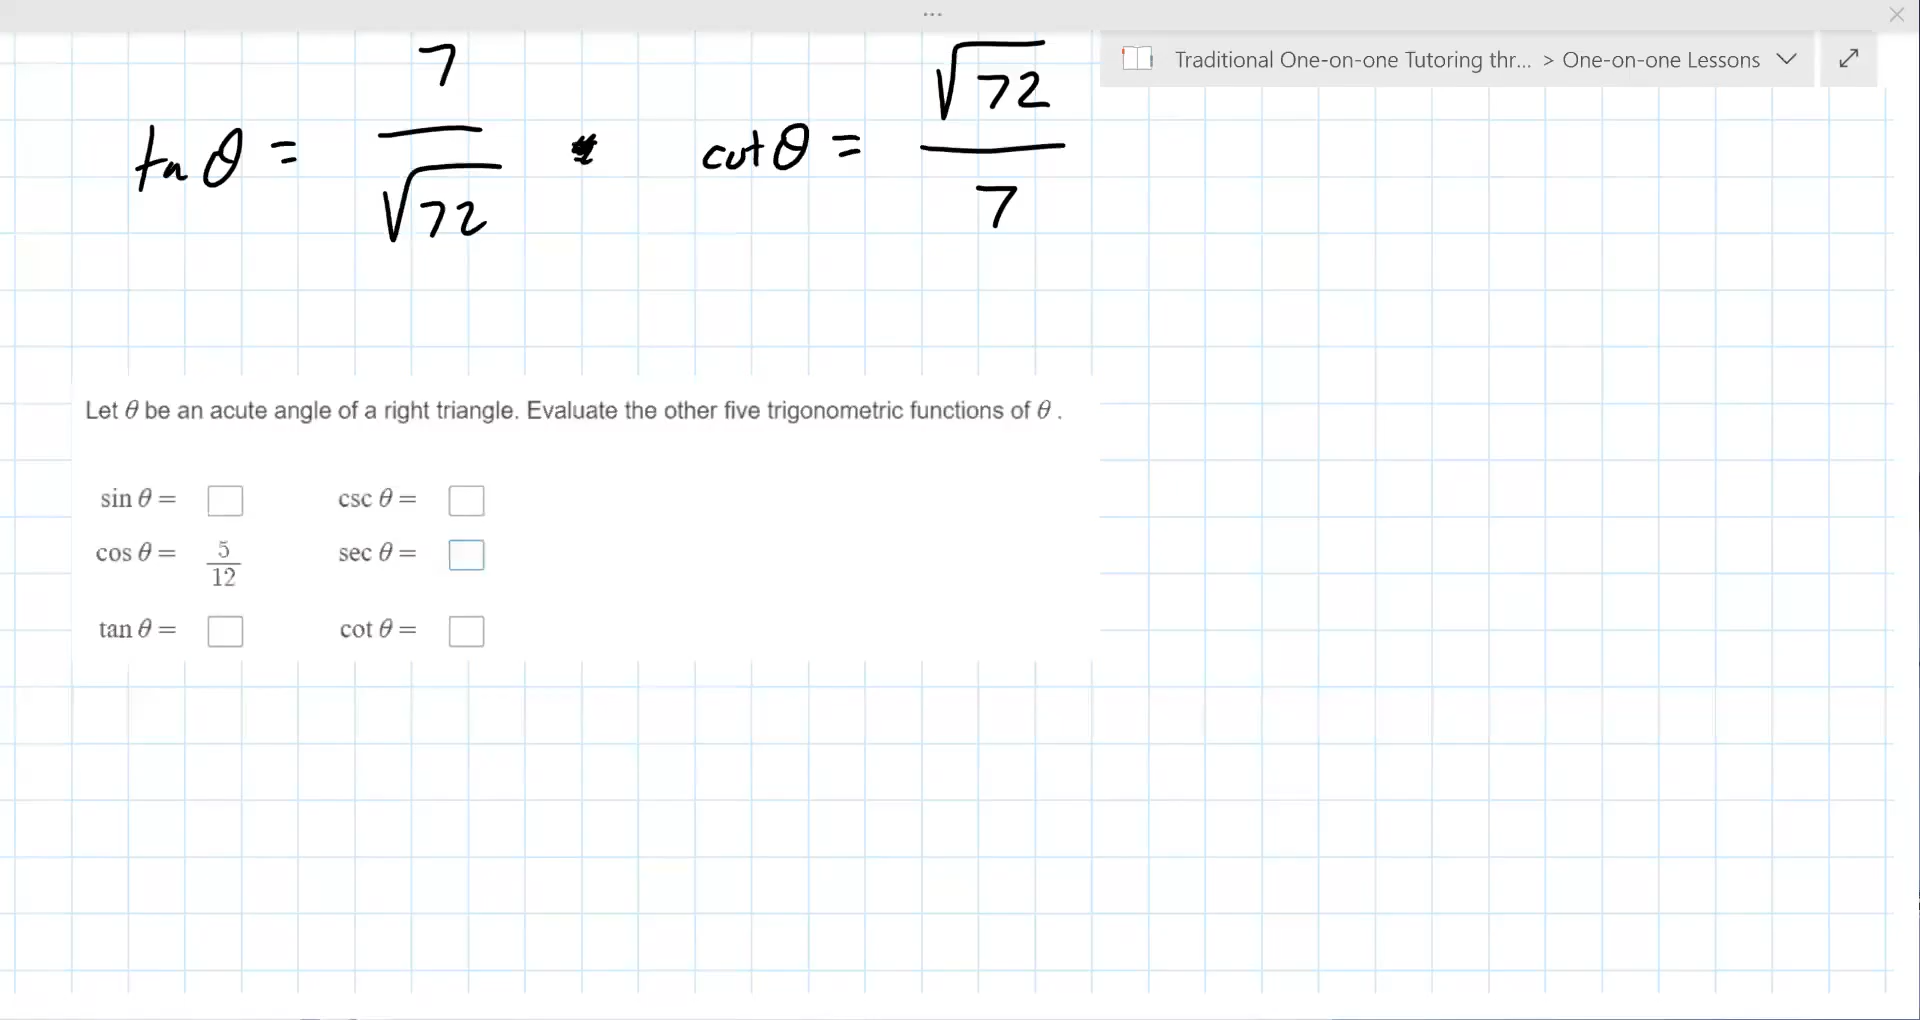 ...
Traditional One-on-one Tutoring thr... > One-on-one Lessons
tan θ = 7/√72 cot θ = √72/7
Let θ be an acute angle of a right triangle. Evaluate the other five trigonometric functions of θ .
sin θ = csc θ =
cos θ = 5/12 sec θ =
tan θ = cot θ =